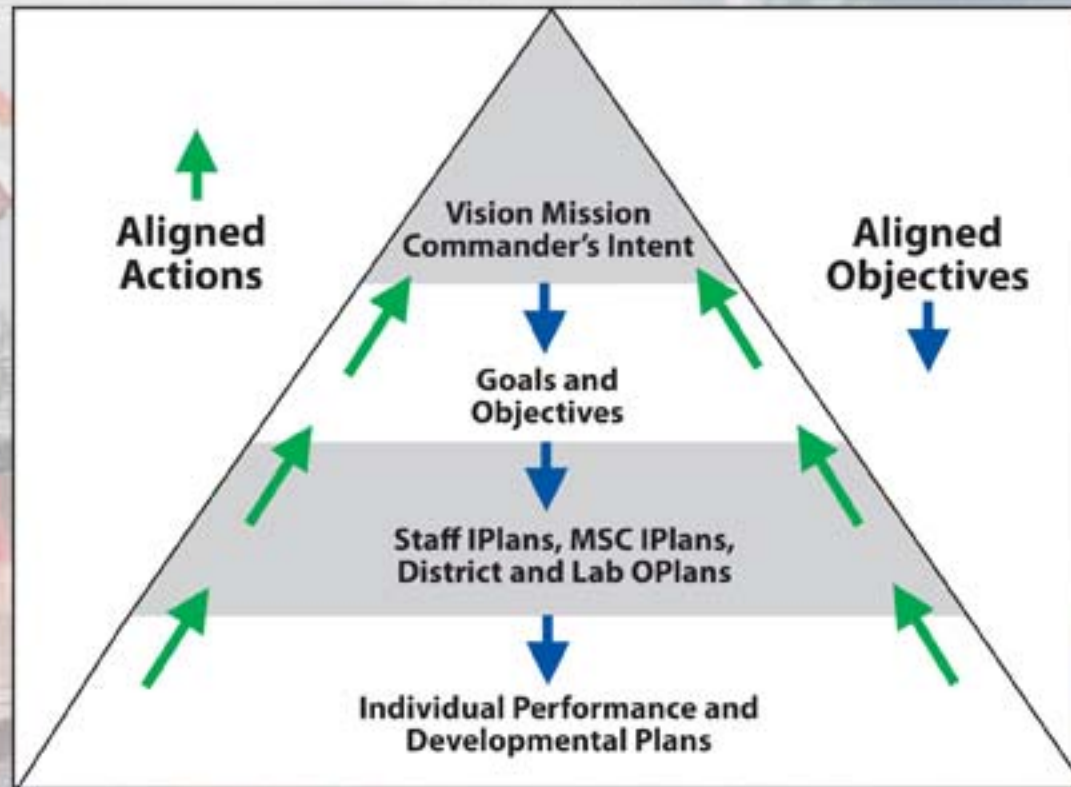 Aligned
Actions
Vision Mission
Commander's Intent
Aligned
Objectives
Goals and
Objectives
Staff IPlans, MSC IPlans,
District and Lab OPlans
Individual Performance and
Developmental Plans